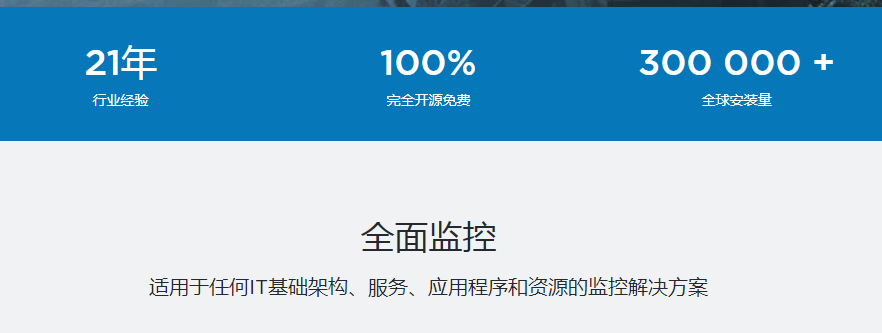 21年
100%
300 000 +
行业经验
完全开源免费
全球安装量
全面监控
适用于任何IT基础架构、服务、应用程序和资源的监控解决方案